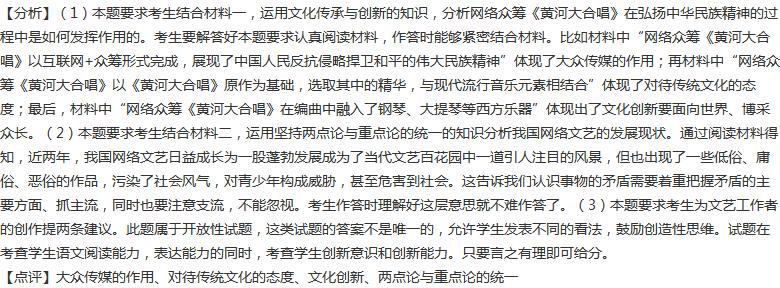 【分析】（1）本题要求考生结合材料一，运用文化传承与创新的知识，分析网络众筹《黄河大合唱》在弘扬中华民族精神的过
程中是如何发挥作用的。考生要解答好本题要求认真阅读材料，作答时能够紧密结合材料。比如材料中“网络众筹《黄河大合
唱》以互联网+众筹形式完成，展现了中国人民反抗侵略捍卫和平的伟大民族精神”体现了大众传媒的作用；再材料中“网络众
筹《黄河大合唱》以《黄河大合唱》原作为基础，选取其中的精华，与现代流行音乐元素相结合”体现了对待传统文化的态
度；最后，材料中“网络众筹《黄河大合唱》在编曲中融入了钢琴、大提琴等西方乐器”体现出了文化创新要面向世界、博采
众长。（2）本题要求考生结合材料二，运用坚持两点论与重点论的统一的知识分析我国网络文艺的发展现状。通过阅读材料得
知，近两年，我国网络文艺日益成长为一股蓬勃发展成为了当代文艺百花园中一道引人注目的风景，但也出现了一些低俗、庸
俗、恶俗的作品，污染了社会风气，对青少年构成威胁，甚至危害到社会。这告诉我们认识事物的矛盾需要着重把握矛盾的主
要方面、抓主流，同时也要注意支流，不能忽视。考生作答时理解好这层意思就不难作答了。（3）本题要求考生为文艺工作者
的创作提两条建议。此题属于开放性试题，这类试题的答案不是唯一的，允许学生发表不同的看法，鼓励创造性思维。试题在
考查学生语文阅读能力，表达能力的同时，考查学生创新意识和创新能力。只要言之有理即可给分。
【点评】大众传媒的作用、对待传统文化的态度、文化创新、两点论与重点论的统一